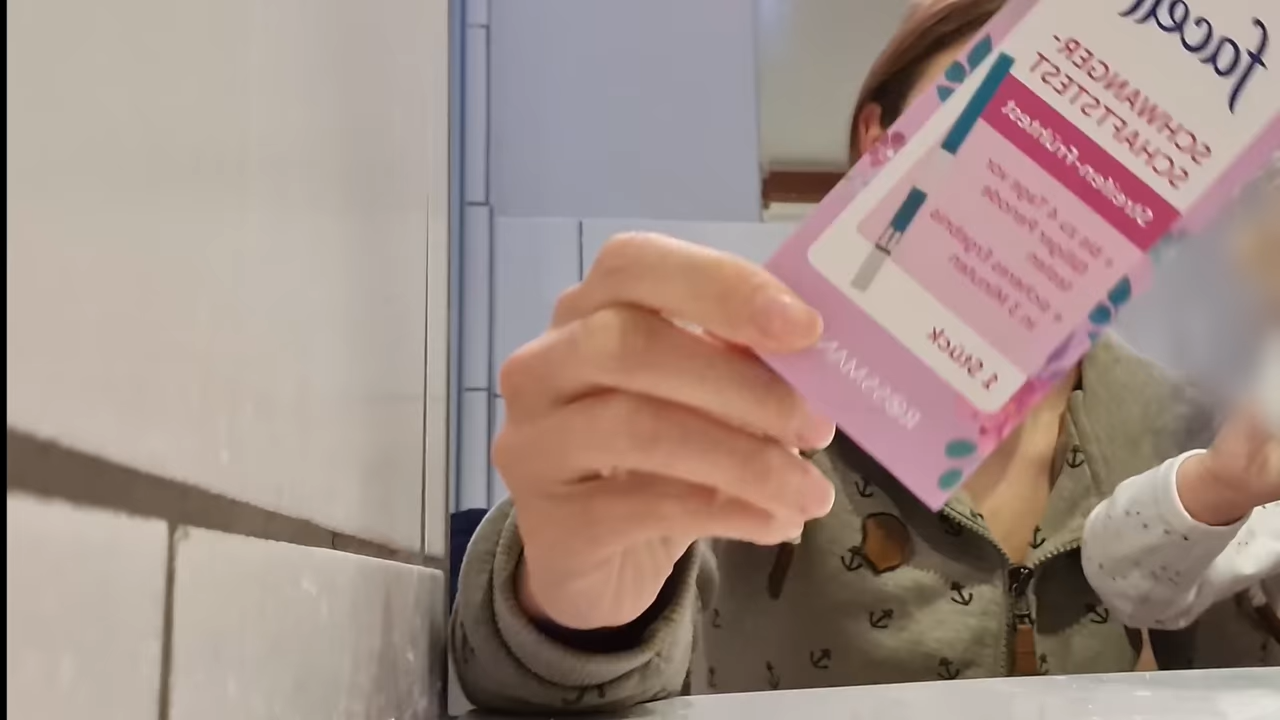 facelle
SCHWANGER-
SCHAFTSTEST
Streifen-Frühtest
• Bis zu 4 Tage vor
fälliger Periode
testen
• sicheres Ergebnis
in 3 Minuten
1 Stück
ROSSMANN